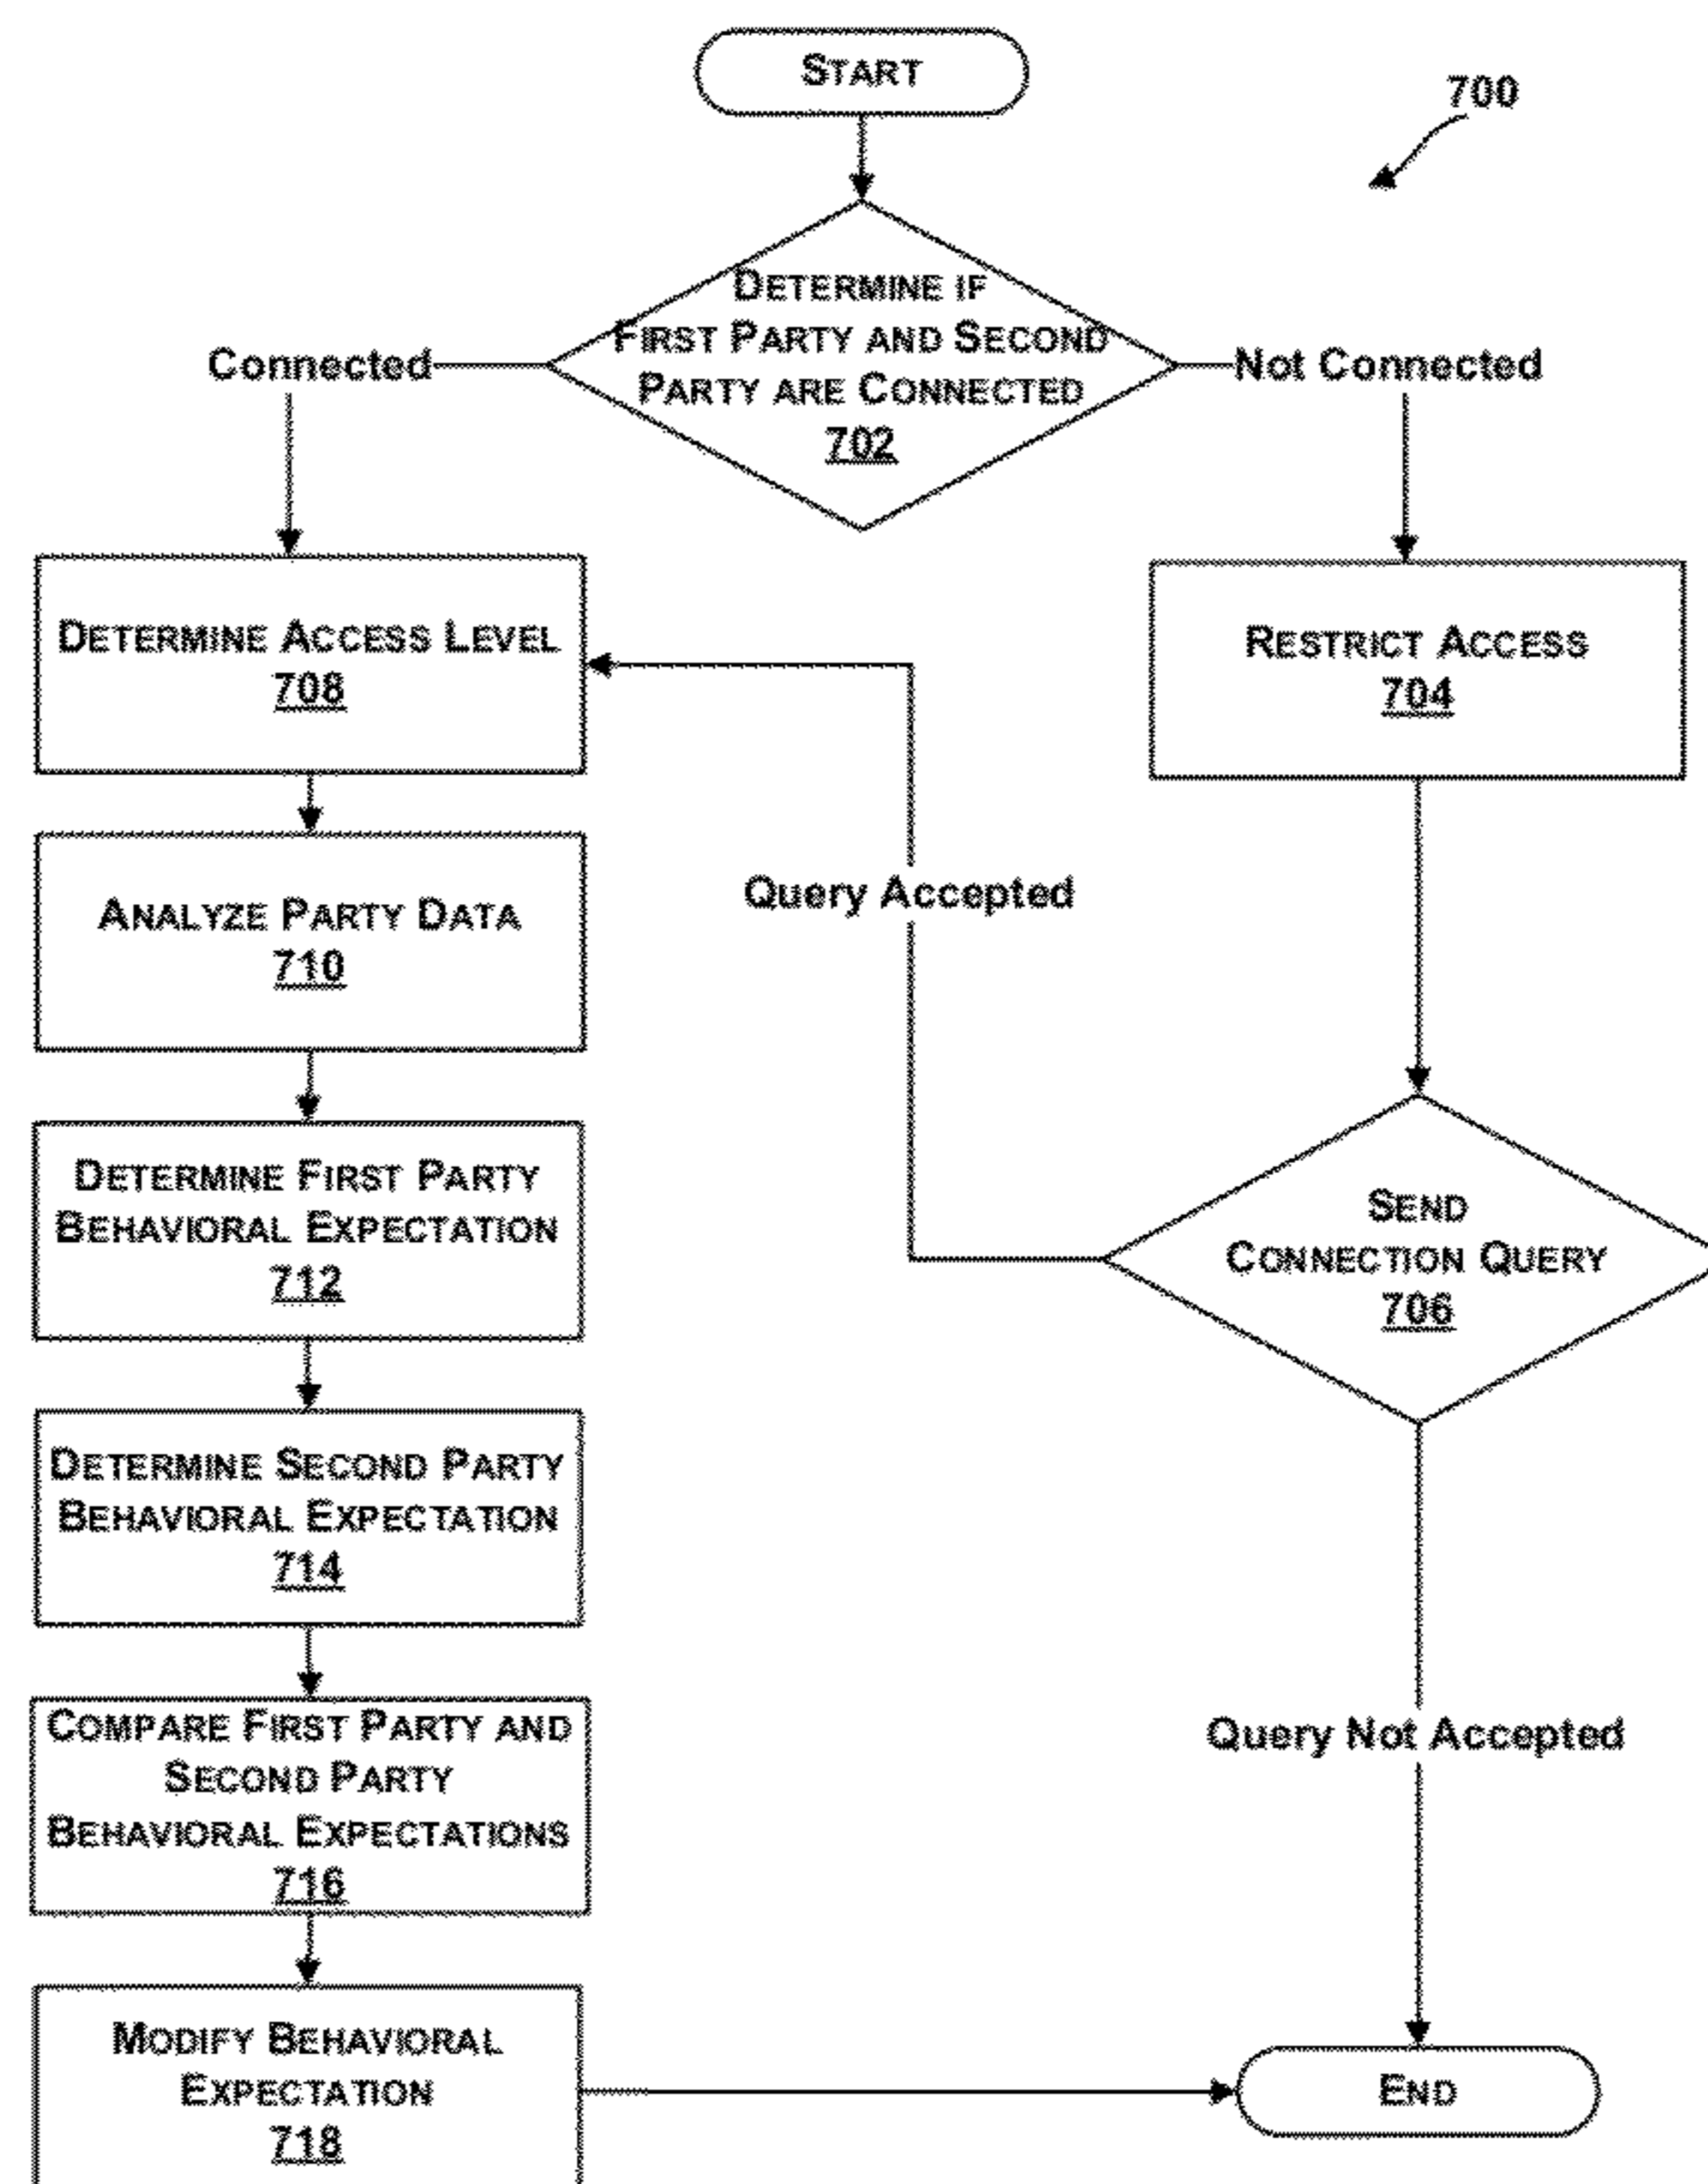 START
700
DETERMINE IF
FIRST PARTY AND SECOND
PARTY ARE CONNECTED
702
Connected
Not Connected
DETERMINE ACCESS LEVEL
708
RESTRICT ACCESS
704
Query Accepted
ANALYZE PARTY DATA
710
DETERMINE FIRST PARTY
BEHAVIORAL EXPECTATION
712
SEND
CONNECTION QUERY
706
DETERMINE SECOND PARTY
BEHAVIORAL EXPECTATION
714
COMPARE FIRST PARTY AND
SECOND PARTY
BEHAVIORAL EXPECTATIONS
716
Query Not Accepted
MODIFY BEHAVIORAL
EXPECTATION
718
END